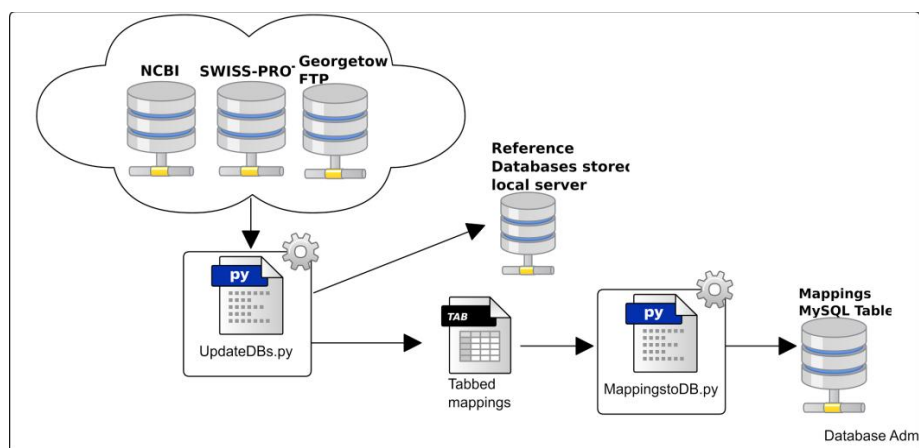 NCBI
SWISS-PRO
Georgetow
FTP
Reference
Databases stored
local server
py
UpdateDBs.py
TAB
Tabbed
mappings
py
MappingstoDB.py
Mappings
MySQL Table
Database Adm